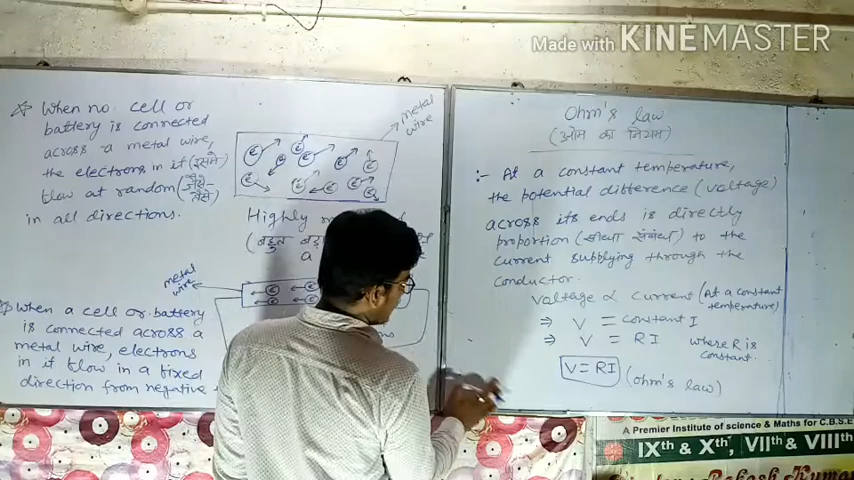 Made with KINEMASTER
When no cell or
battery is connected
across a metal wire,
the electrons in it (इसमें)
flow at random (जैसे-तैसे)
in all directions.
metal
wire
Highly
(बहुत
metal
wire
When a cell or battery
is connected across a
metal wire, electrons
in it flow in a fixed
direction from negative
Ohm's law
(ओम का नियम)
:- At a constant temperature,
the potential difference (voltage)
across its ends is directly
proportion (सीधा संबंध) to the
current supplying through the
conductor.
Voltage ∝ Current (At a constant
temperature)
⇒ V = constant I
⇒ V = RI where R is
constant.
V = RI (Ohm's law)
A premier institution of science & Maths for C.B.S.E
IXth & Xth, VIIth & VIIIth